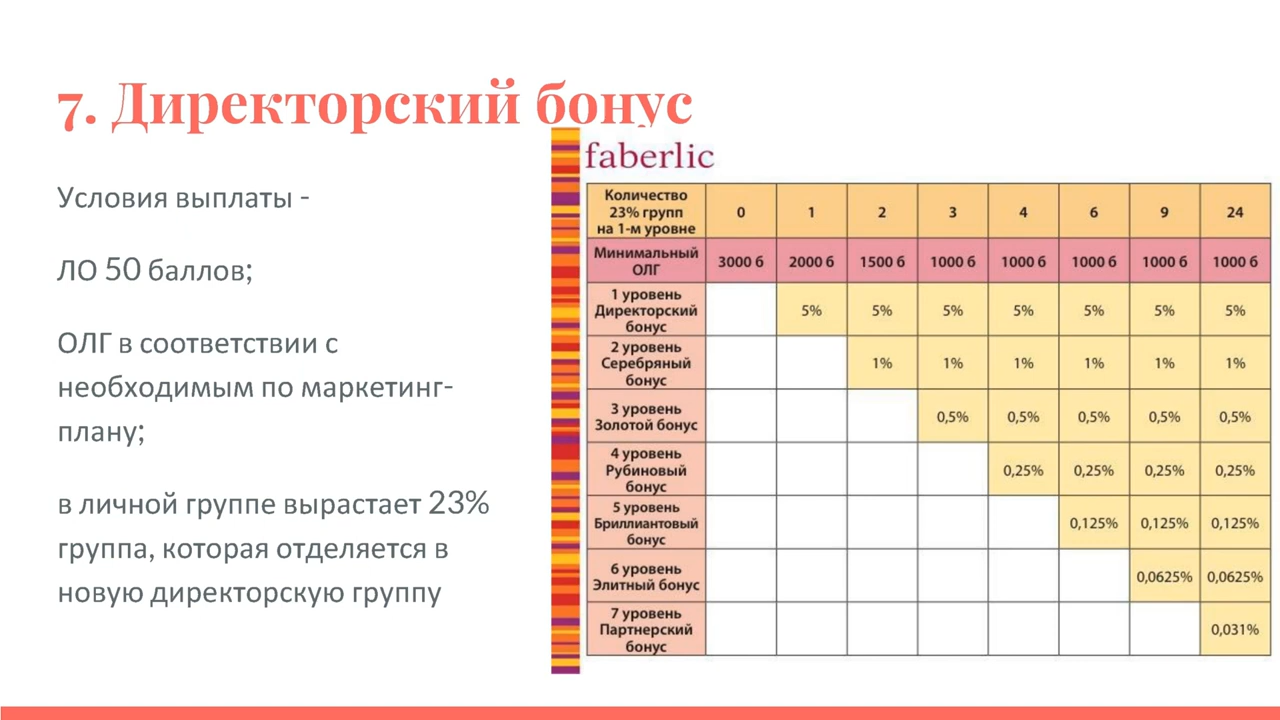 7. Директорский бонус
Условия выплаты -
ЛО 50 баллов;
ОЛГ в соответствии с
необходимым по маркетинг-
плану;
в личной группе вырастает 23%
группа, которая отделяется в
новую директорскую группу
faberlic
Количество
23% групп
на 1-м уровне
0 1 2 3 4 6 9 24
Минимальный
ОЛГ
3000 б 2000 б 1500 б 1000 б 1000 б 1000 б 1000 б 1000 б
1 уровень
Директорский
бонус
5% 5% 5% 5% 5% 5% 5%
2 уровень
Серебряный
бонус
1% 1% 1% 1% 1% 1%
3 уровень
Золотой бонус
0,5% 0,5% 0,5% 0,5% 0,5%
4 уровень
Рубиновый
бонус
0,25% 0,25% 0,25% 0,25%
5 уровень
Бриллиантовый
бонус
0,125% 0,125% 0,125%
6 уровень
Элитный бонус
0,0625% 0,0625%
7 уровень
Партнерский
бонус
0,031%